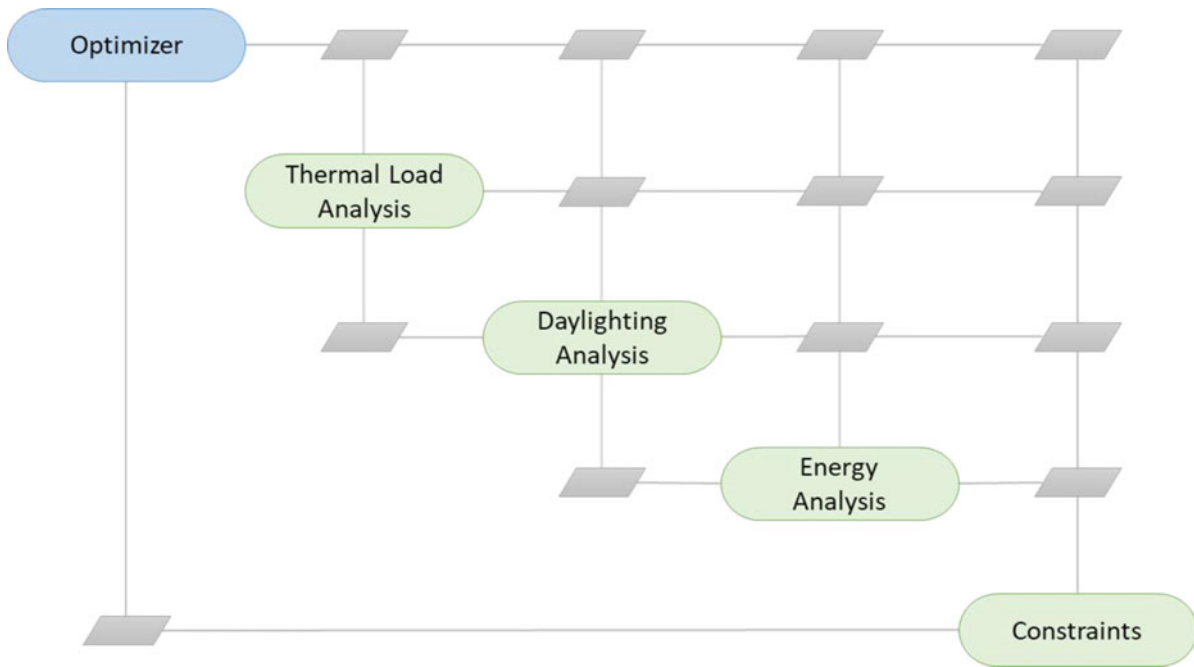 Optimizer
Thermal Load
Analysis
Daylighting
Analysis
Energy
Analysis
Constraints